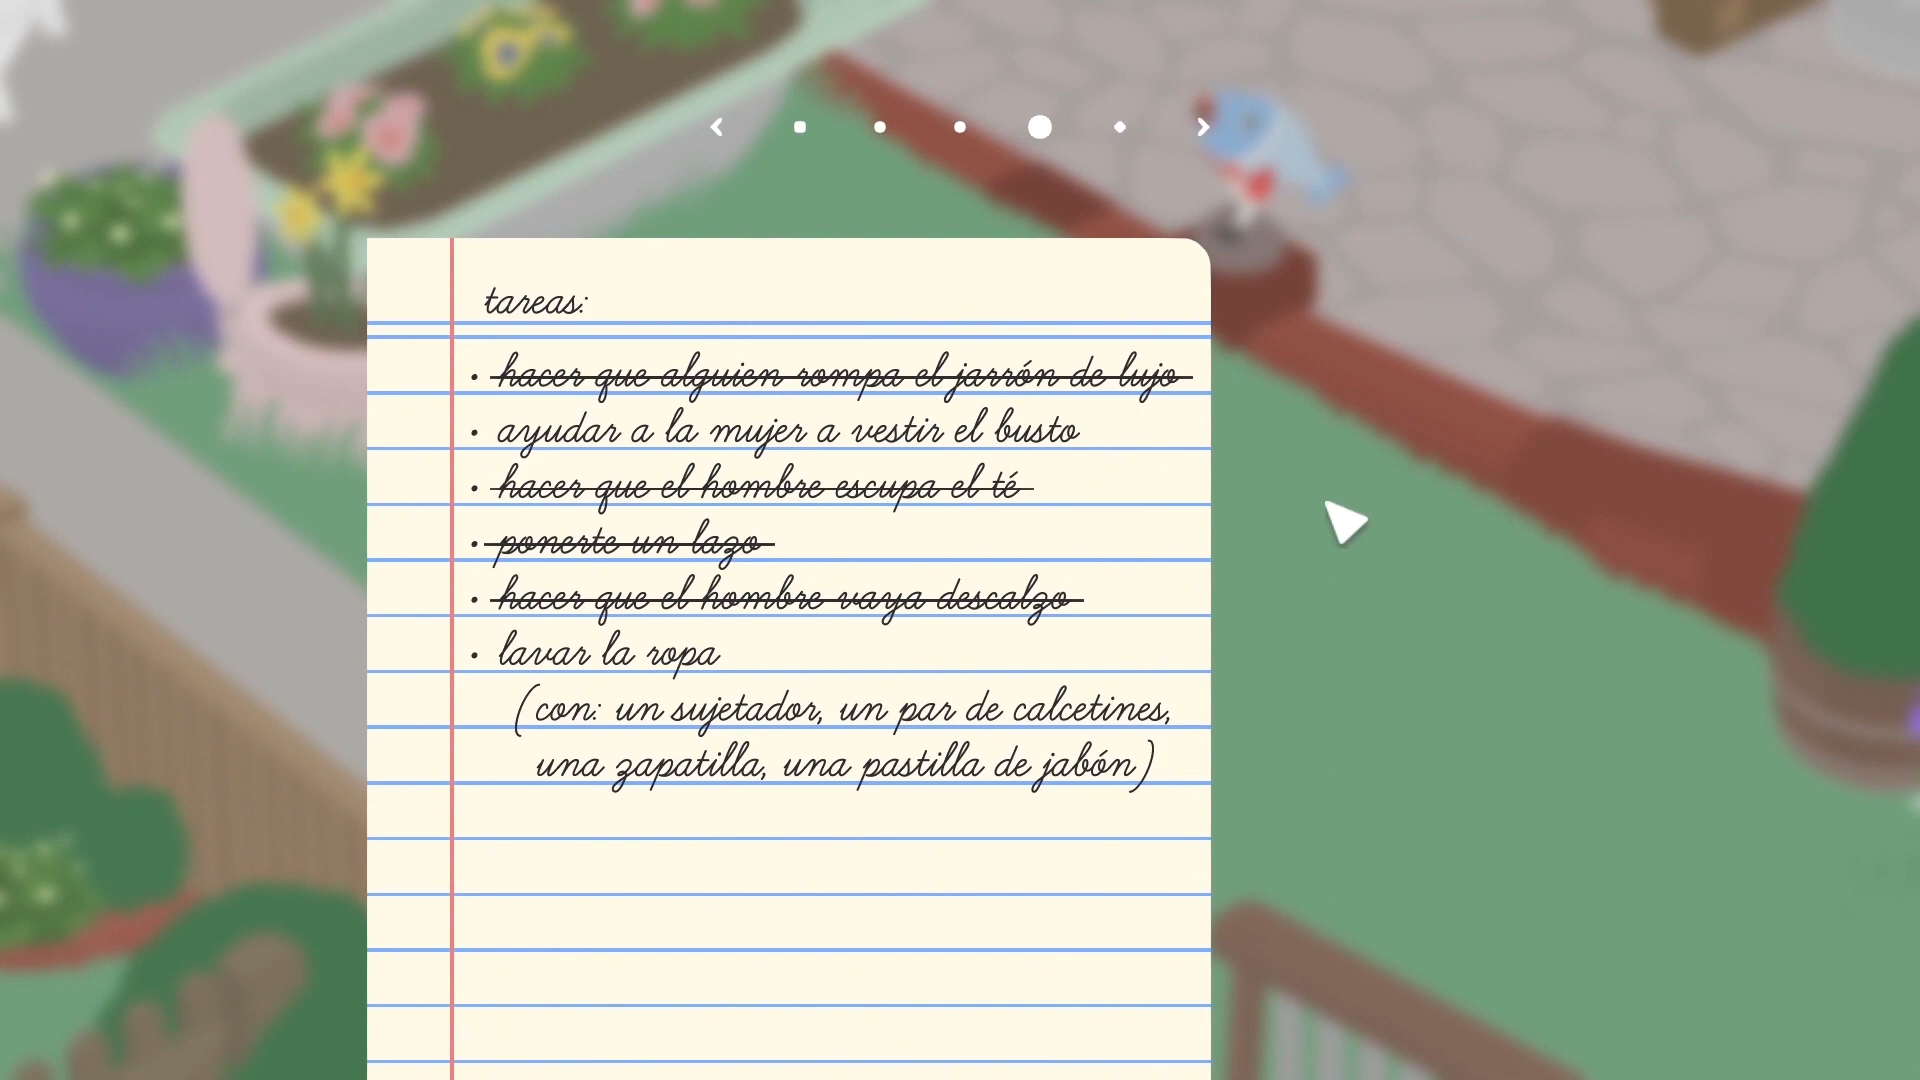 tareas:
• hacer que alguien rompa el jarrón de lujo
• ayudar a la mujer a vestir el busto
• hacer que el hombre escupa el té
• ponerte un lazo
• hacer que el hombre vaya descalzo
• lavar la ropa
(con: un sujetador, un par de calcetines,
una zapatilla, una pastilla de jabón)